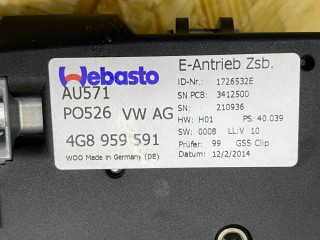 Webasto
E-Antrieb Zsb.
AU571
PO526 VW AG
4G8 959 591
WOO Made in Germany (DE)
ID-Nr.: 1726532E
SN PCB: 3412500
SN: 210936
HW: H01 PS: 40.039
SW: 0008 LL:V 10
Prüfer: 99 GSS Clip
Datum: 12/2/2014